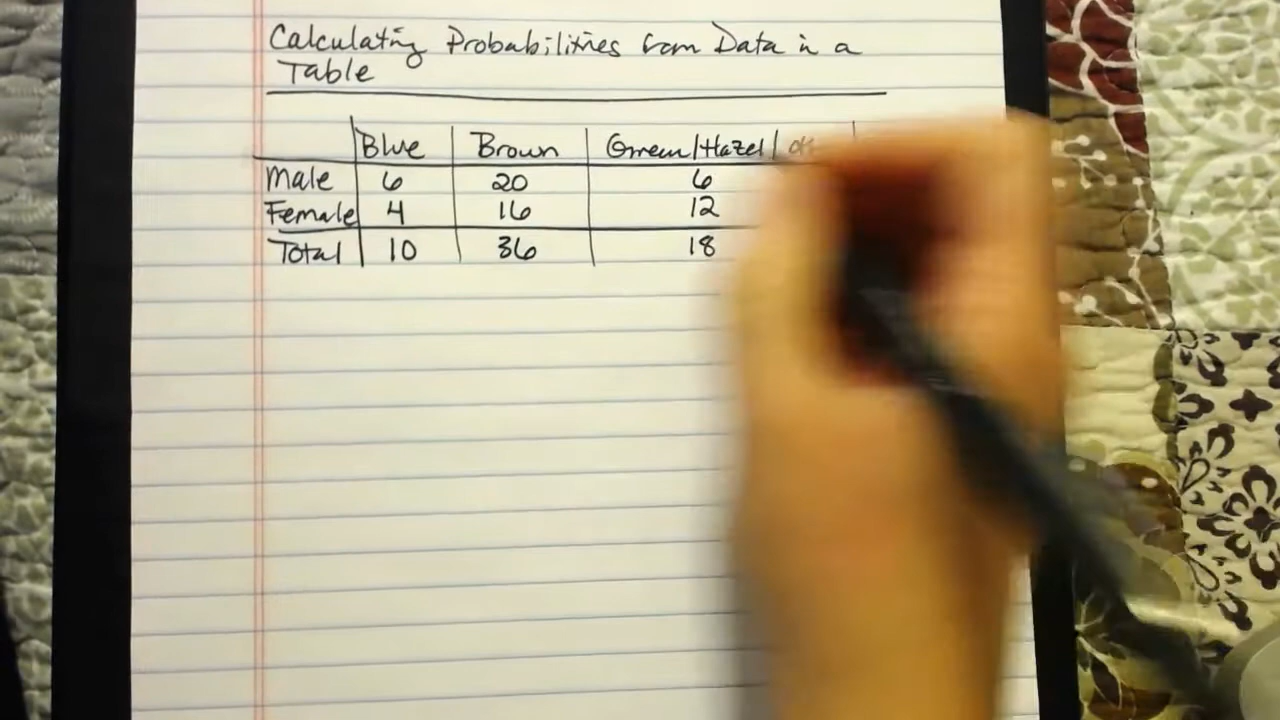 Calculating Probabilities from Data in a
Table
Blue Brown Green/Hazel/
Male 6 20 6
Female 4 16 12
Total 10 36 18